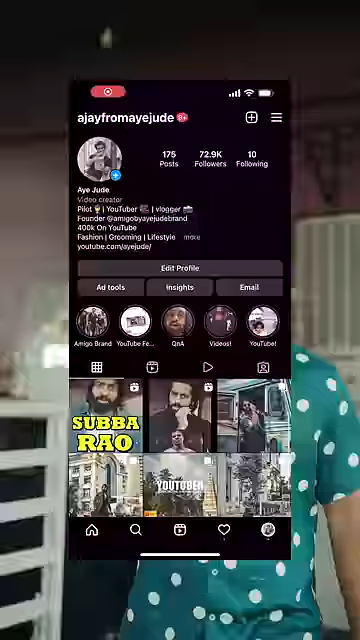 ajayfromayejude 9+
175 72.9K 10
Posts Followers Following
Aye Jude
Video creator
Pilot | YouTuber | vlogger
Founder @amigobyayejudebrand
400k On YouTube
Fashion | Grooming | Lifestyle more
youtube.com/ayejude/
Edit Profile
Ad tools Insights Email
Amigo Brand YouTube Fe... QnA Videos! YouTube!
SUBBA
RAO
YOUTUBER